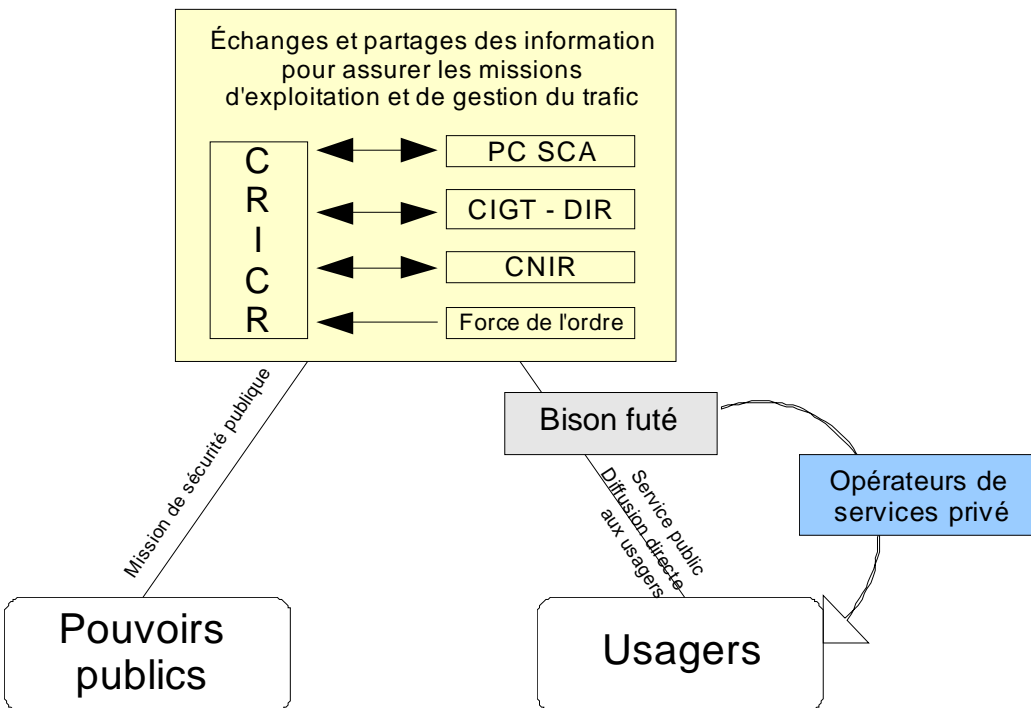 Échanges et partages des information
pour assurer les missions
d'exploitation et de gestion du trafic
C
R
I
C
R
PC SCA
CIGT - DIR
CNIR
Force de l'ordre
Mission de sécurité publique
Bison futé
Service public
Diffusion directe
aux usagers
Opérateurs de
services privé
Pouvoirs
publics
Usagers